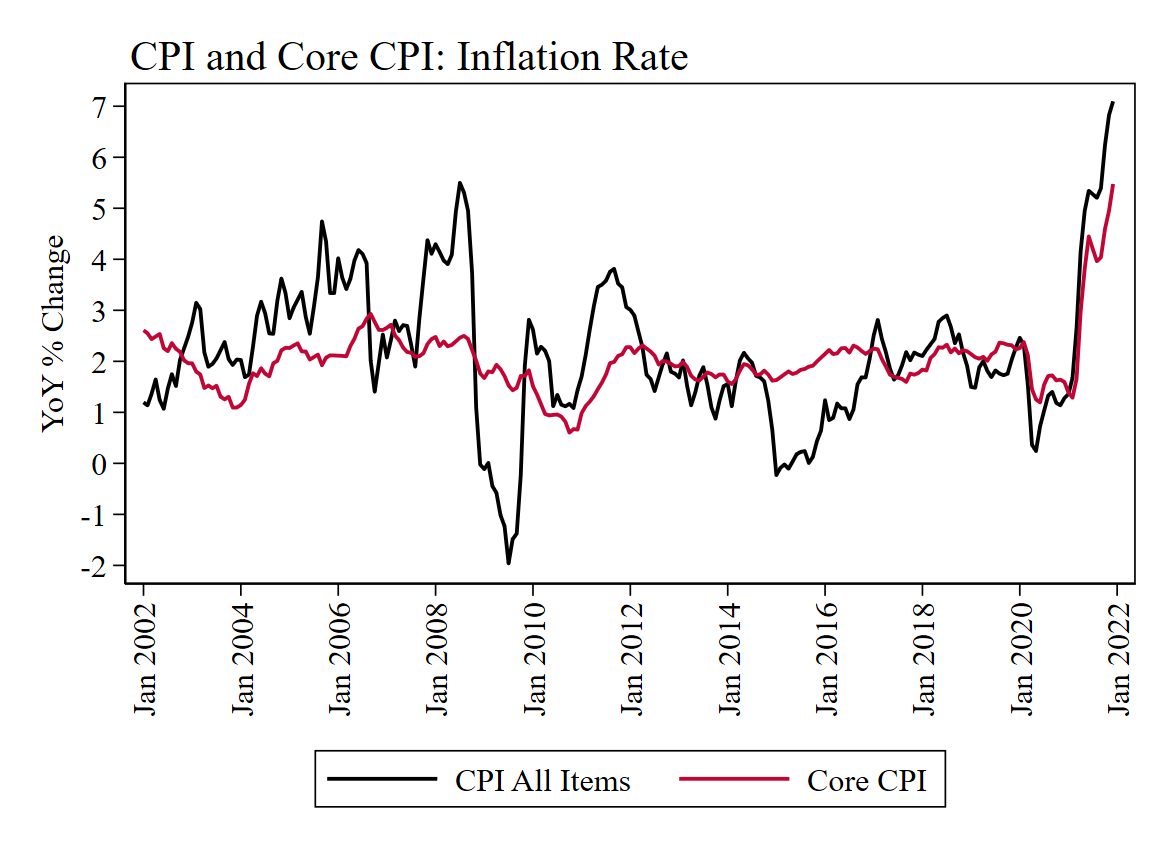 CPI and Core CPI: Inflation Rate
YoY % Change
7
6
5
4
3
2
1
0
-1
-2
Jan 2002
Jan 2004
Jan 2006
Jan 2008
Jan 2010
Jan 2012
Jan 2014
Jan 2016
Jan 2018
Jan 2020
Jan 2022
CPI All Items
Core CPI